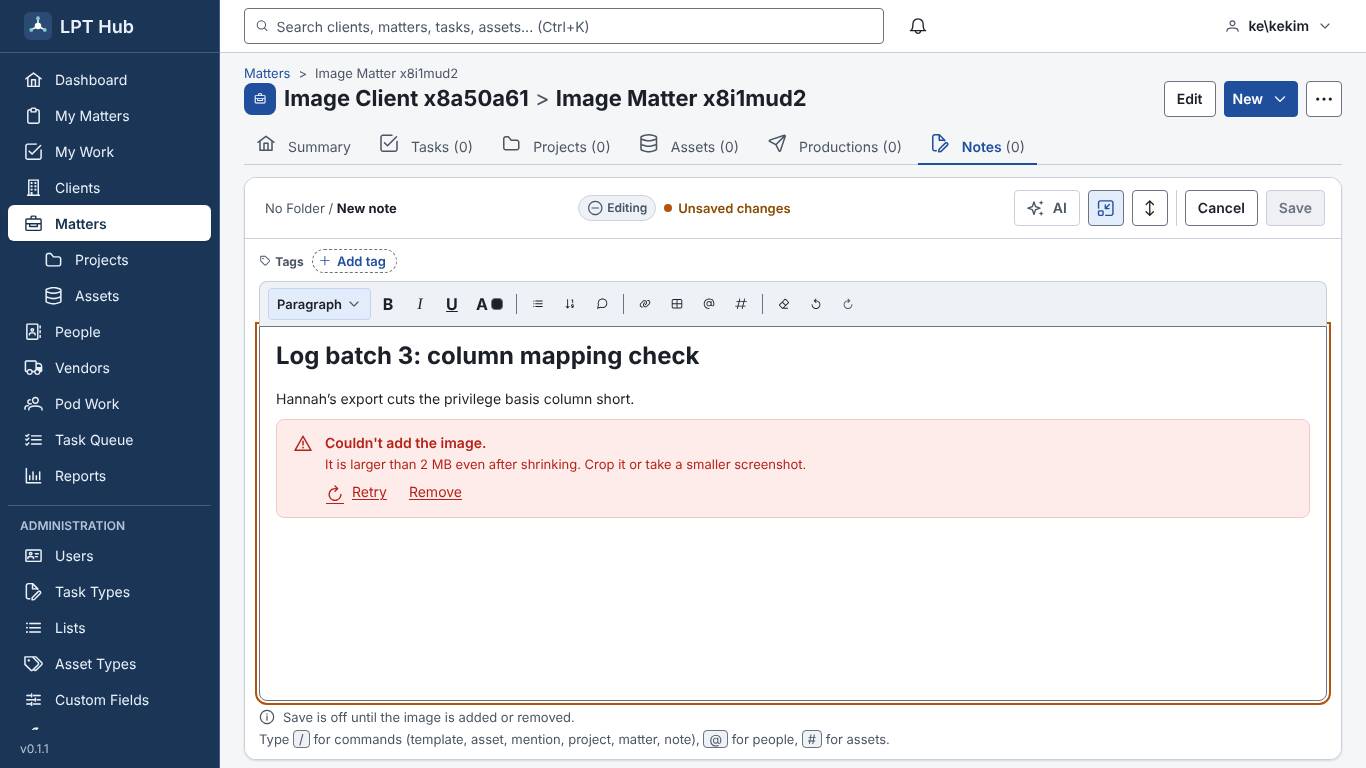 LPT Hub
Search clients, matters, tasks, assets... (Ctrl+K)
ke\kekim
Dashboard
My Matters
My Work
Clients
Matters
Projects
Assets
People
Vendors
Pod Work
Task Queue
Reports
ADMINISTRATION
Users
Task Types
Lists
Asset Types
Custom Fields
v0.1.1
Matters > Image Matter x8i1mud2
Image Client x8a50a61 > Image Matter x8i1mud2
Edit
New
Summary
Tasks (0)
Projects (0)
Assets (0)
Productions (0)
Notes (0)
No Folder / New note
Editing
Unsaved changes
AI
Cancel
Save
Tags
+ Add tag
Paragraph
B
I
U
A
@
#
Log batch 3: column mapping check
Hannah's export cuts the privilege basis column short.
Couldn't add the image.
It is larger than 2 MB even after shrinking. Crop it or take a smaller screenshot.
Retry
Remove
Save is off until the image is added or removed.
Type / for commands (template, asset, mention, project, matter, note), @ for people, # for assets.